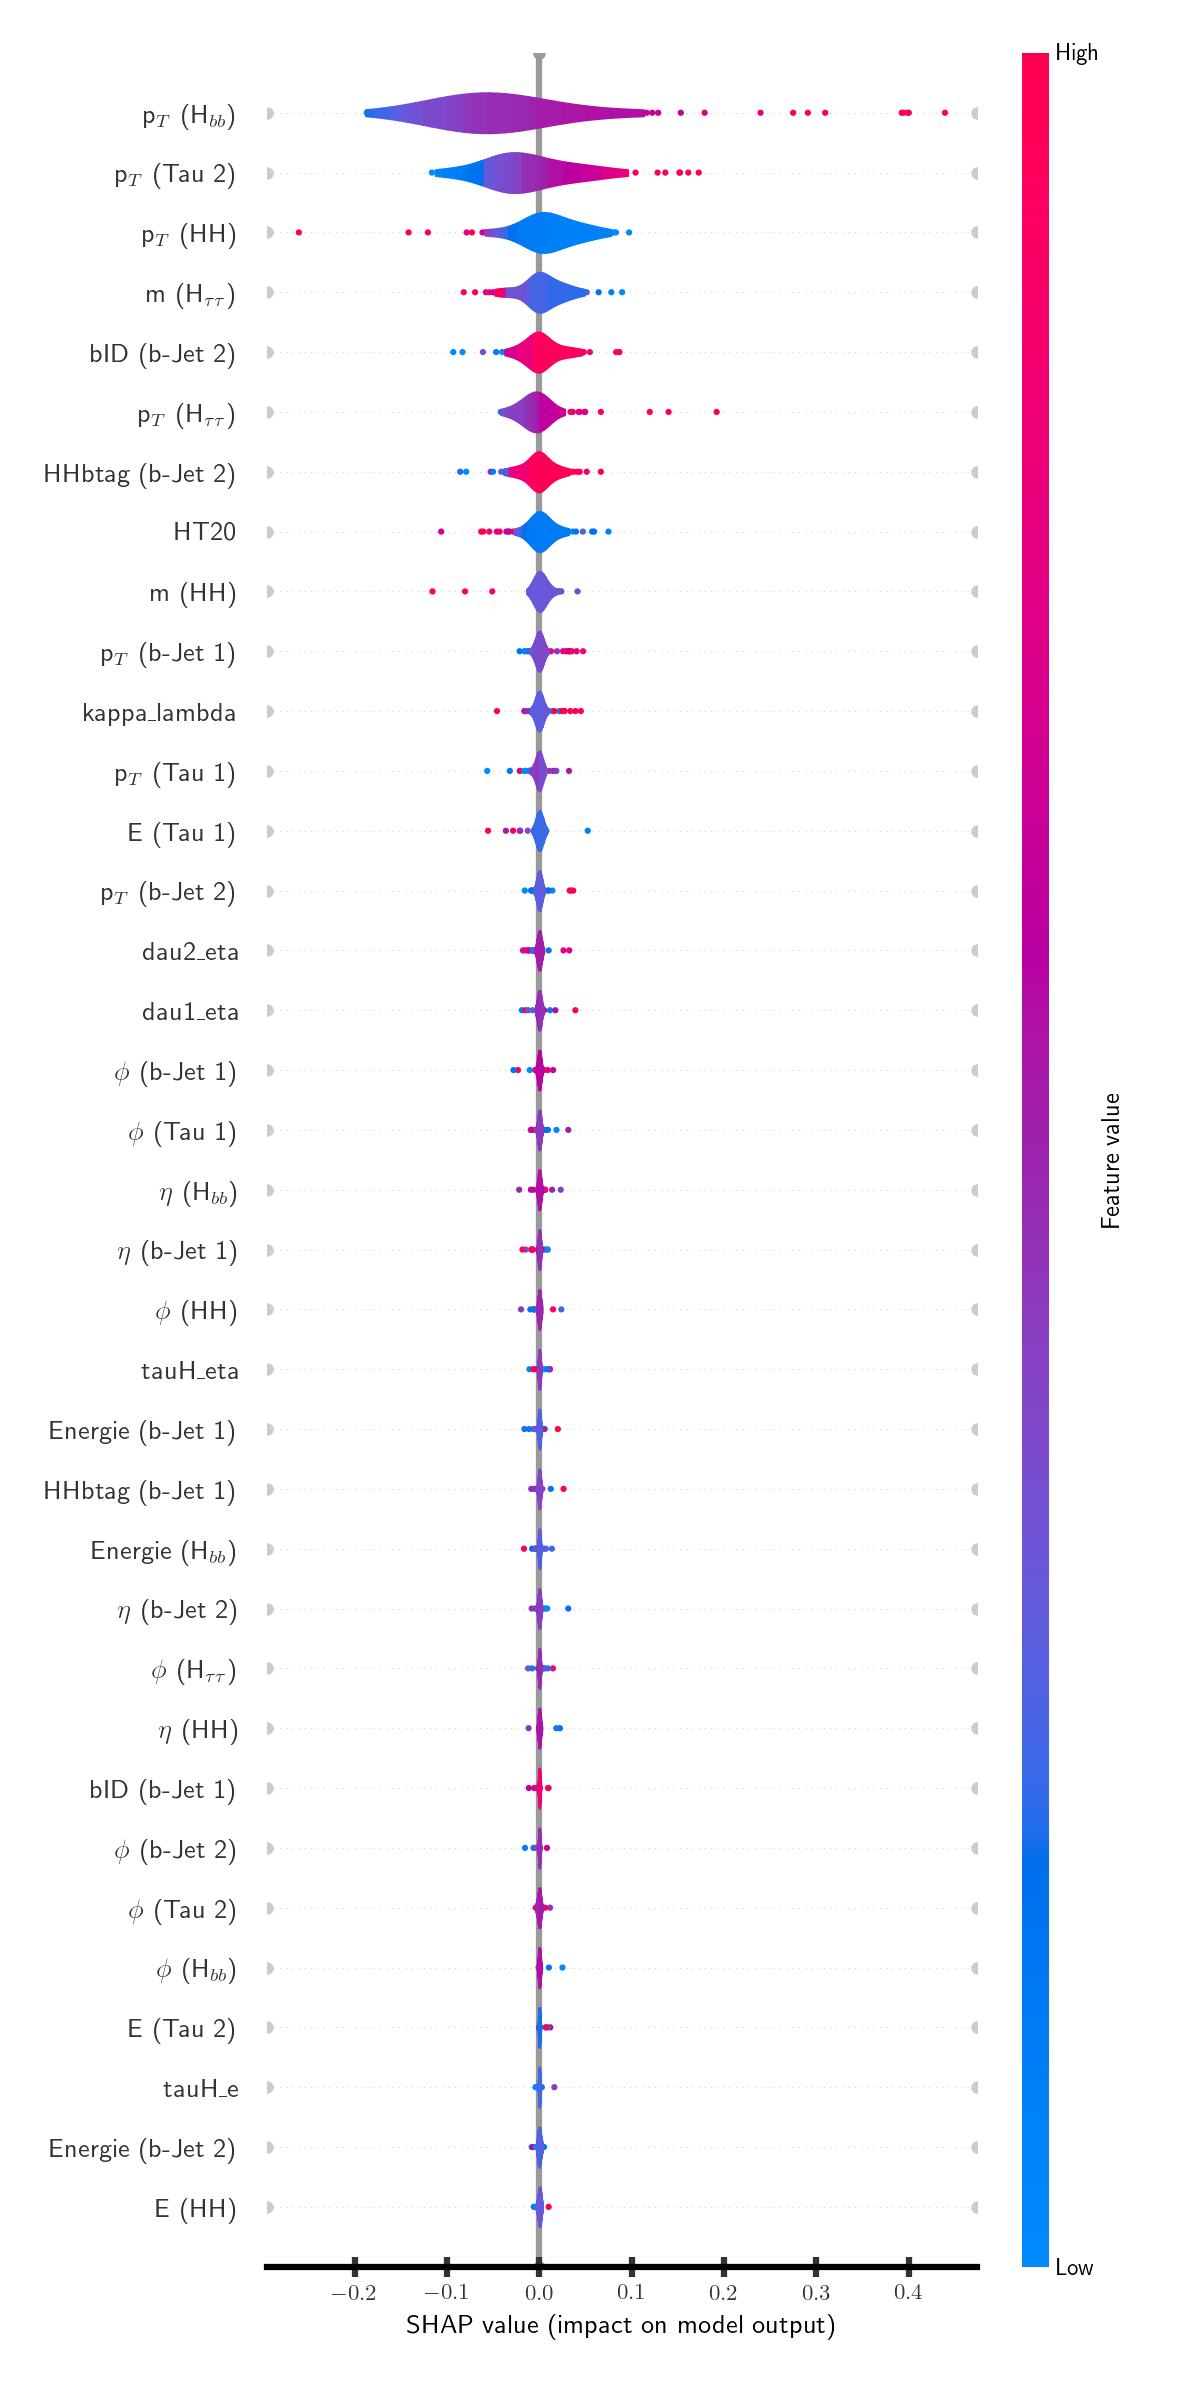 High
p_T (H_bb)
p_T (Tau 2)
p_T (HH)
m (H_ττ)
bID (b-Jet 2)
p_T (H_ττ)
HHbtag (b-Jet 2)
HT20
m (HH)
p_T (b-Jet 1)
kappa_lambda
p_T (Tau 1)
E (Tau 1)
p_T (b-Jet 2)
dau2_eta
dau1_eta
ϕ (b-Jet 1)
ϕ (Tau 1)
η (H_bb)
η (b-Jet 1)
ϕ (HH)
tauH_eta
Energie (b-Jet 1)
HHbtag (b-Jet 1)
Energie (H_bb)
η (b-Jet 2)
ϕ (H_ττ)
η (HH)
bID (b-Jet 1)
ϕ (b-Jet 2)
ϕ (Tau 2)
ϕ (H_bb)
E (Tau 2)
tauH_e
Energie (b-Jet 2)
E (HH)
Feature value
Low
−0.2 −0.1 0.0 0.1 0.2 0.3 0.4
SHAP value (impact on model output)